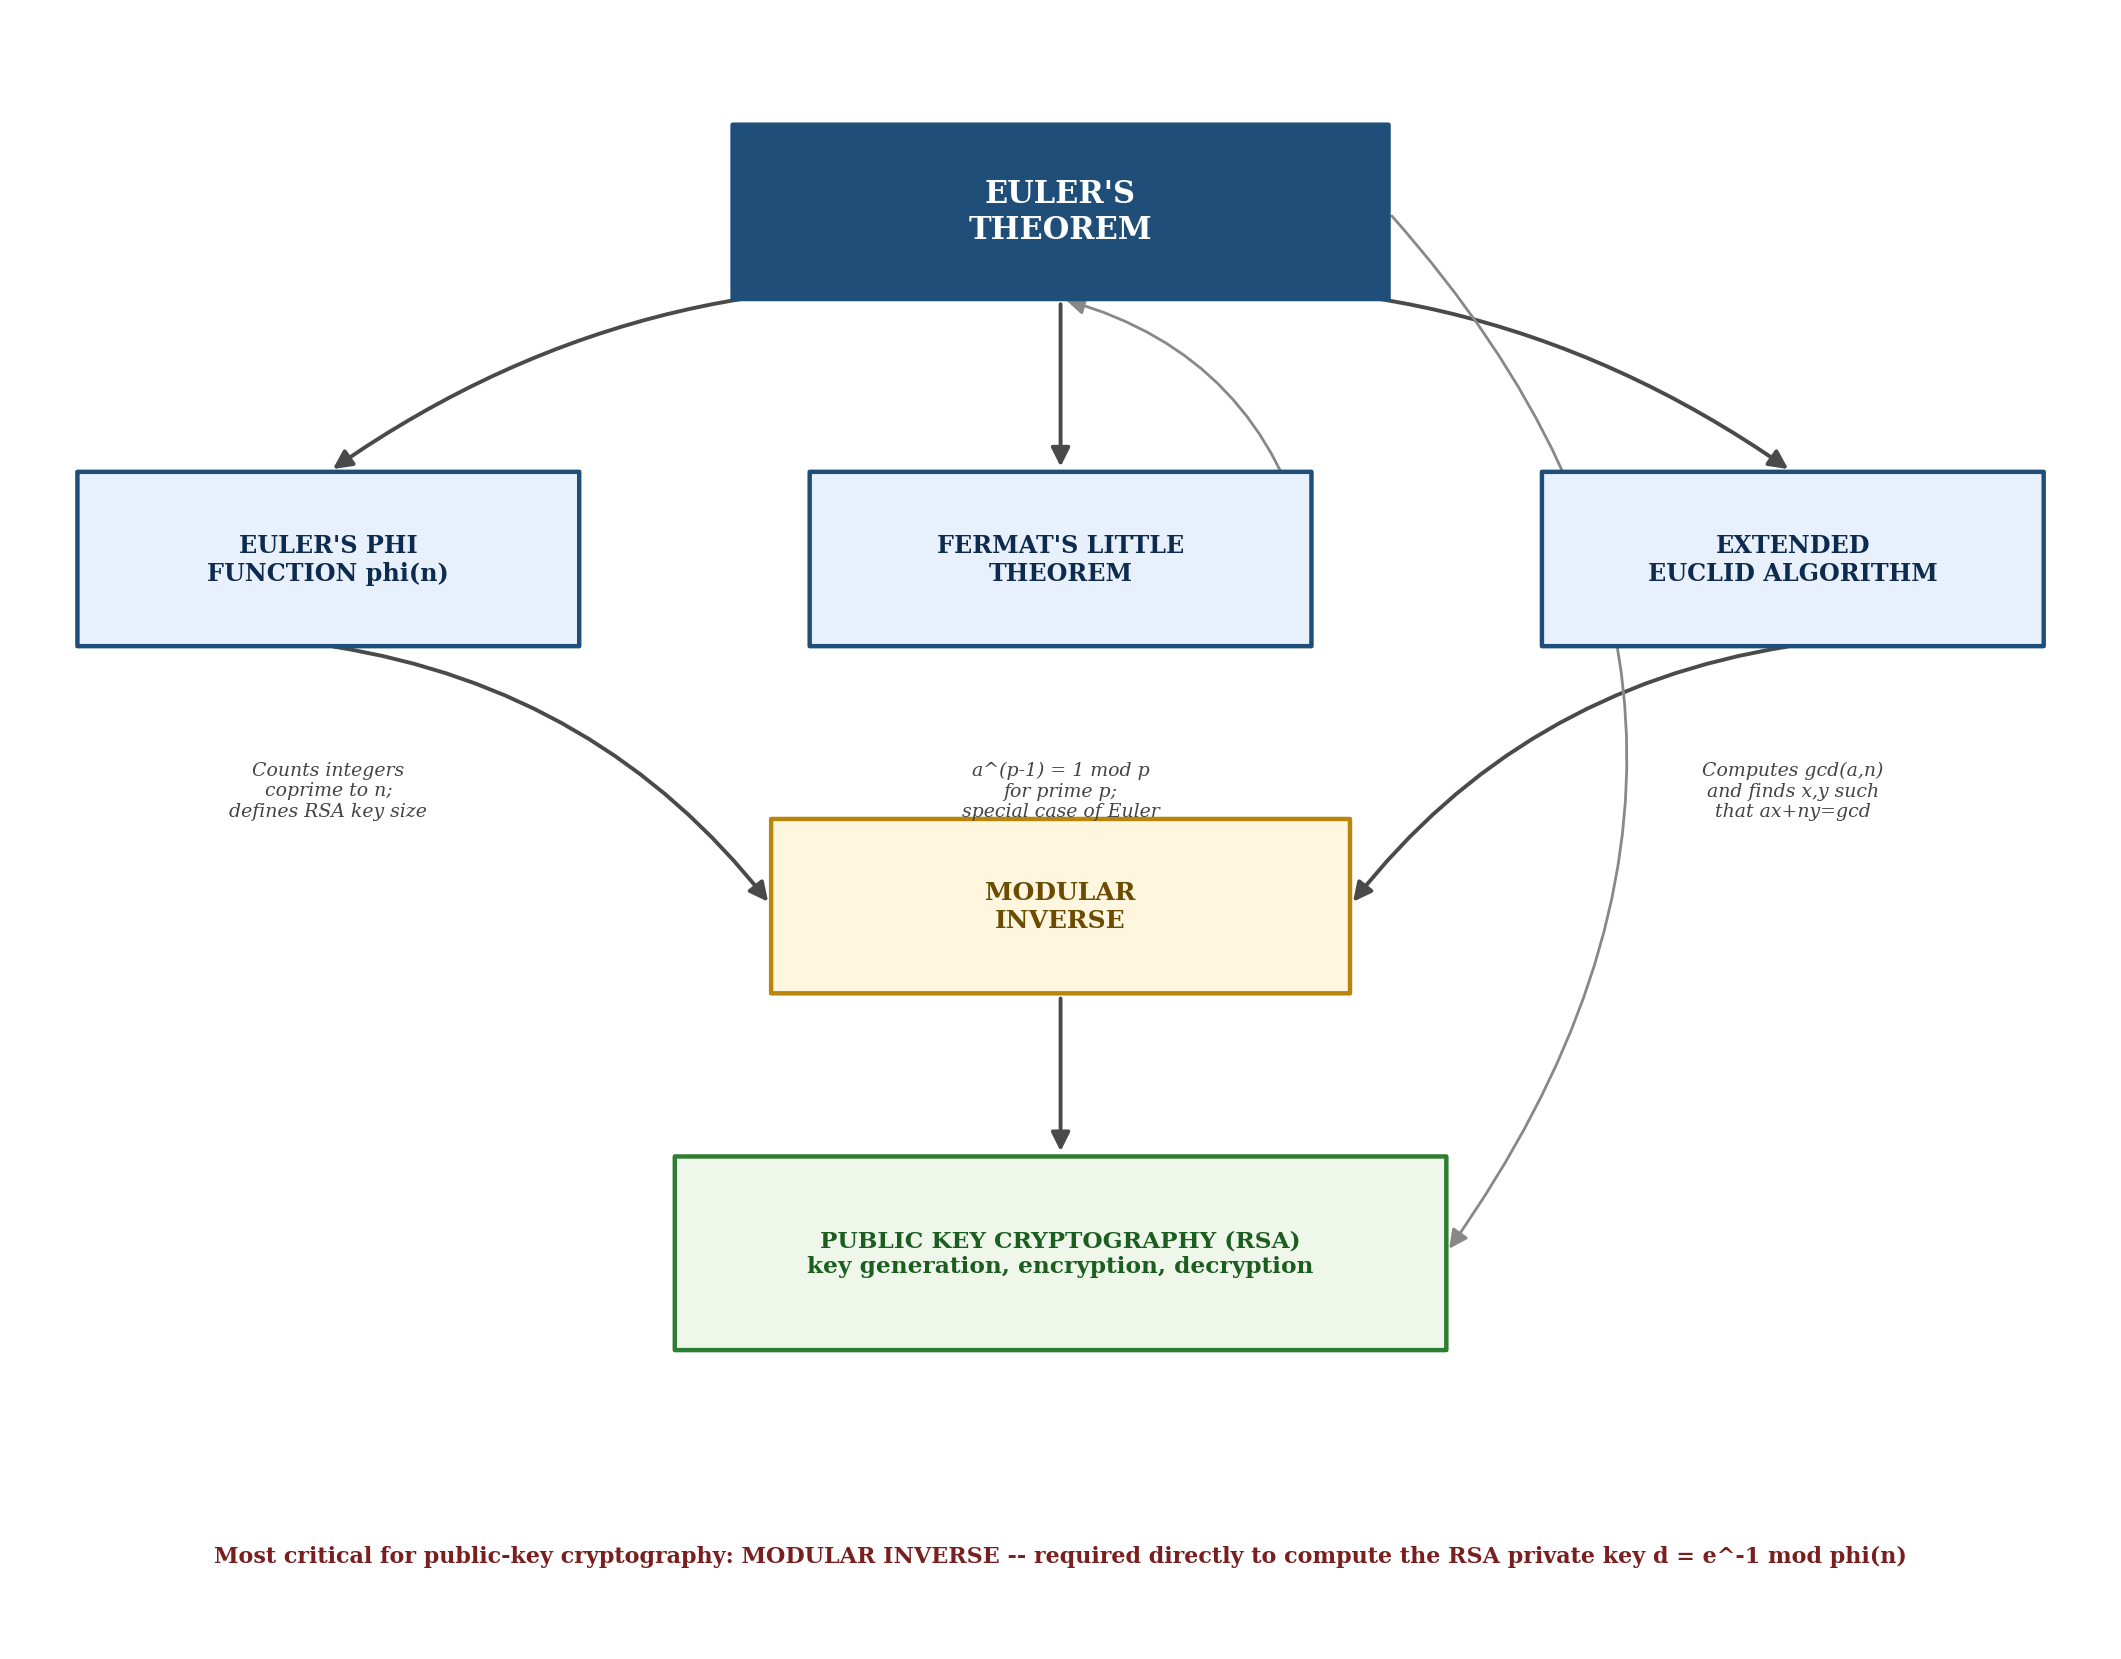 EULER'S
THEOREM
EULER'S PHI
FUNCTION phi(n)
FERMAT'S LITTLE
THEOREM
EXTENDED
EUCLID ALGORITHM
Counts integers
coprime to n;
defines RSA key size
a^(p-1) = 1 mod p
for prime p;
special case of Euler
Computes gcd(a,n)
and finds x,y such
that ax+ny=gcd
MODULAR
INVERSE
PUBLIC KEY CRYPTOGRAPHY (RSA)
key generation, encryption, decryption
Most critical for public-key cryptography: MODULAR INVERSE -- required directly to compute the RSA private key d = e^-1 mod phi(n)